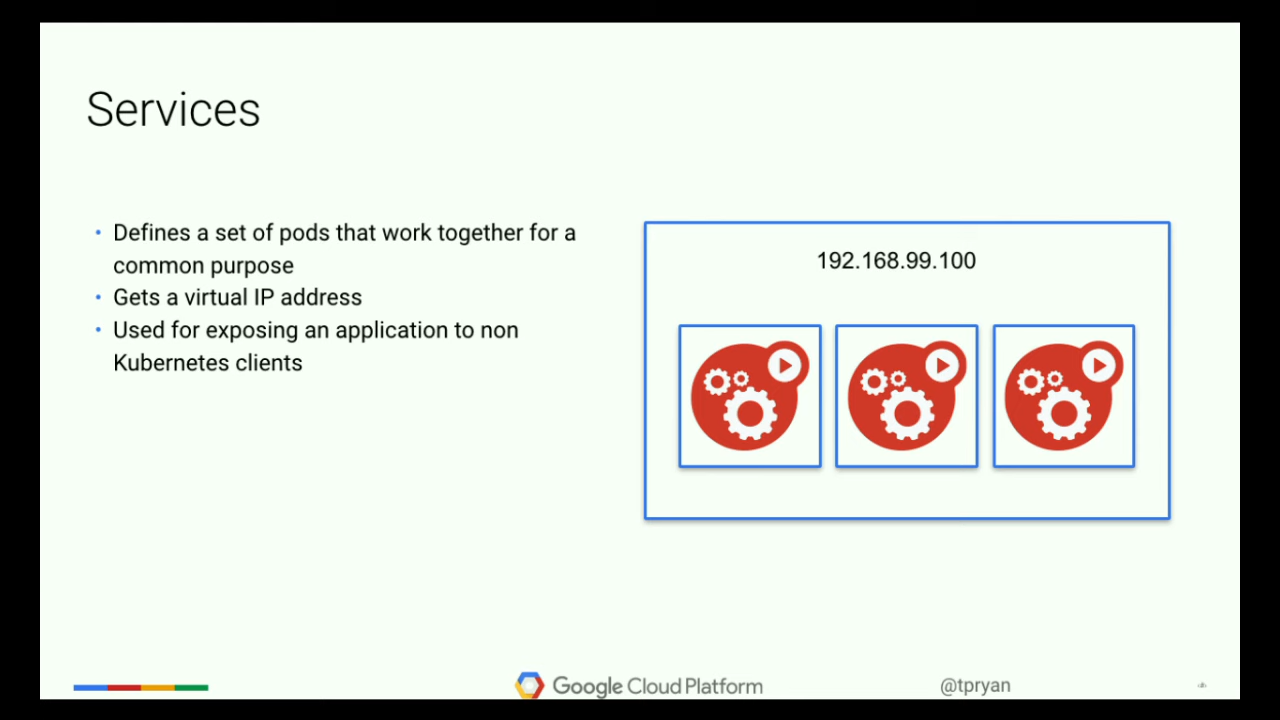 Services
• Defines a set of pods that work together for a
common purpose
• Gets a virtual IP address
• Used for exposing an application to non
Kubernetes clients
192.168.99.100
Google Cloud Platform
@tpryan